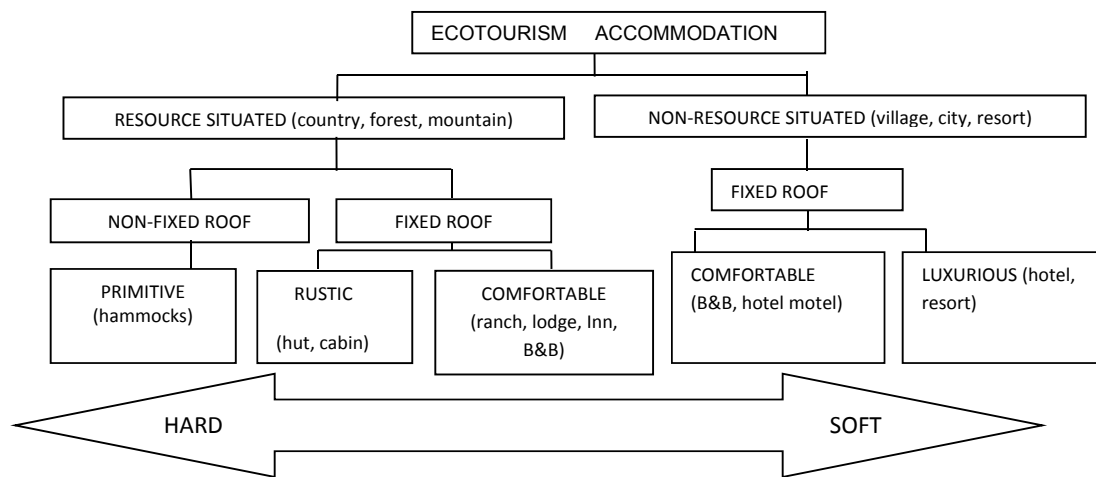 ECOTOURISM ACCOMMODATION
RESOURCE SITUATED (country, forest, mountain)
NON-RESOURCE SITUATED (village, city, resort)
NON-FIXED ROOF
FIXED ROOF
FIXED ROOF
PRIMITIVE
(hammocks)
RUSTIC
(hut, cabin)
COMFORTABLE
(ranch, lodge, Inn,
B&B)
COMFORTABLE
(B&B, hotel motel)
LUXURIOUS (hotel,
resort)
HARD
SOFT